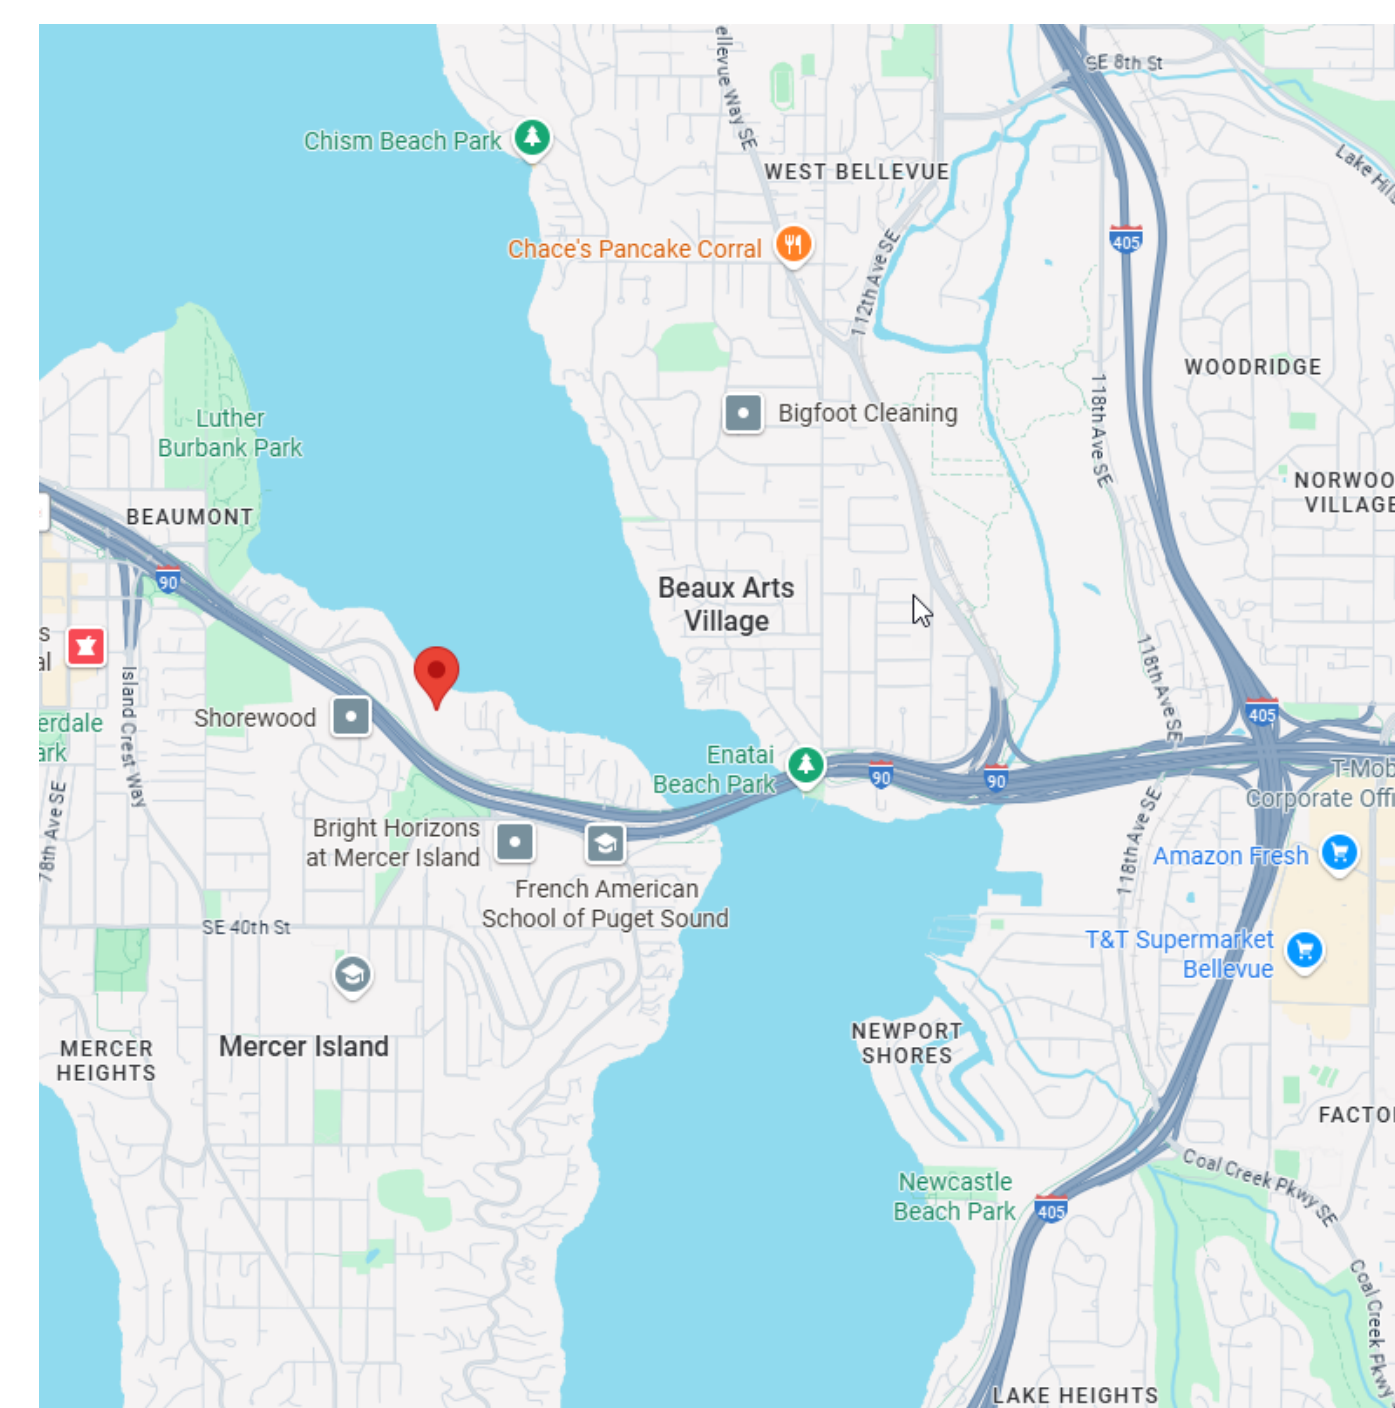 SE 8th St
ellevue Way SE
Chism Beach Park
WEST BELLEVUE
Lake Hills
405
Chace's Pancake Corral
112th Ave SE
WOODRIDGE
118th Ave SE
Luther
Burbank Park
Bigfoot Cleaning
NORWOO
VILLAGE
BEAUMONT
90
Beaux Arts
Village
s
al
118th Ave SE
Island Crest Way
Shorewood
405
erdale
ark
Enatai
Beach Park
90
90
T-Mob
Corporate Offi
78th Ave SE
Bright Horizons
at Mercer Island
118th Ave SE
Amazon Fresh
French American
School of Puget Sound
SE 40th St
T&T Supermarket
Bellevue
NEWPORT
SHORES
MERCER
HEIGHTS
Mercer Island
FACTO
Coal Creek Pkwy SE
Newcastle
Beach Park
405
Coal Creek Pkwy
LAKE HEIGHTS